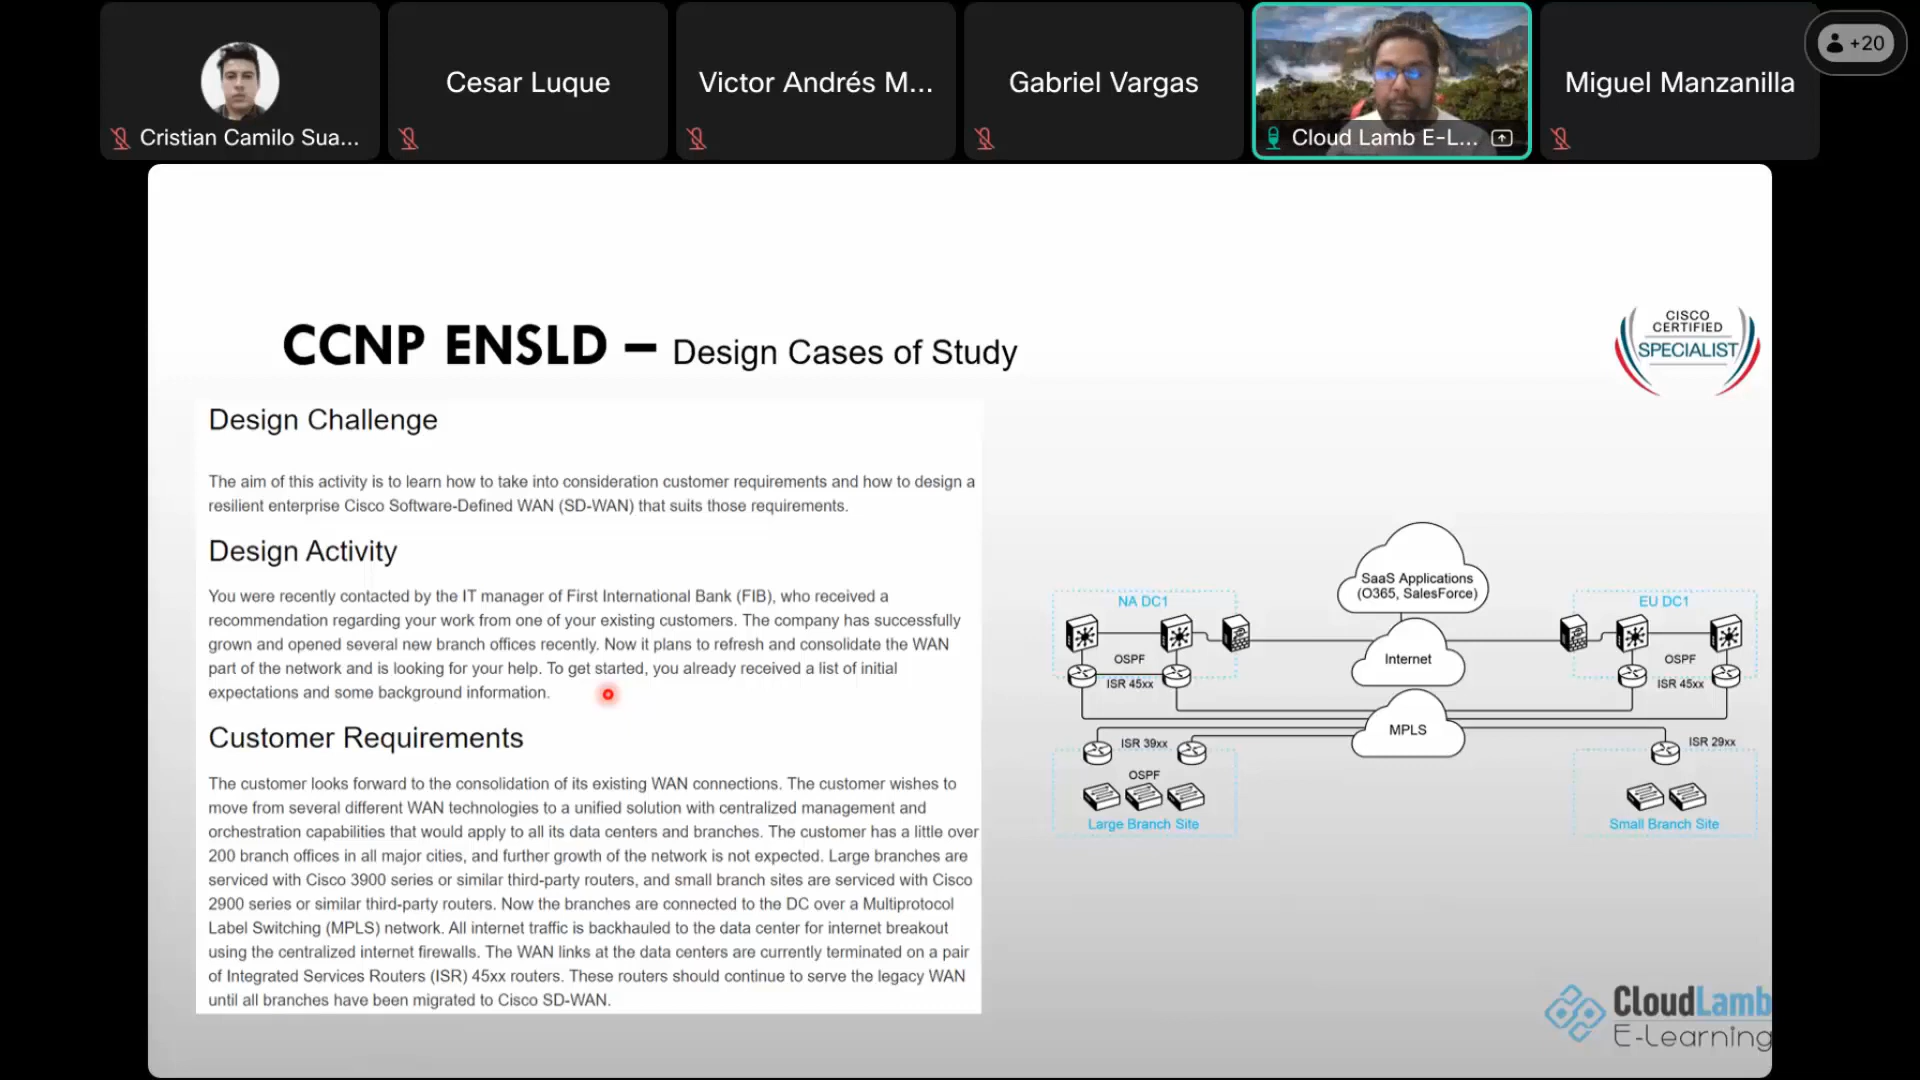 +20
Cristian Camilo Sua...
Cesar Luque
Victor Andrés M...
Gabriel Vargas
Cloud Lamb E-L...
Miguel Manzanilla
CCNP ENSLD – Design Cases of Study
CISCO
CERTIFIED
SPECIALIST
Design Challenge
The aim of this activity is to learn how to take into consideration customer requirements and how to design a
resilient enterprise Cisco Software-Defined WAN (SD-WAN) that suits those requirements.
Design Activity
You were recently contacted by the IT manager of First International Bank (FIB), who received a
recommendation regarding your work from one of your existing customers. The company has successfully
grown and opened several new branch offices recently. Now it plans to refresh and consolidate the WAN
part of the network and is looking for your help. To get started, you already received a list of initial
expectations and some background information.
Customer Requirements
The customer looks forward to the consolidation of its existing WAN connections. The customer wishes to
move from several different WAN technologies to a unified solution with centralized management and
orchestration capabilities that would apply to all its data centers and branches. The customer has a little over
200 branch offices in all major cities, and further growth of the network is not expected. Large branches are
serviced with Cisco 3900 series or similar third-party routers, and small branch sites are serviced with Cisco
2900 series or similar third-party routers. Now the branches are connected to the DC over a Multiprotocol
Label Switching (MPLS) network. All internet traffic is backhauled to the data center for internet breakout
using the centralized internet firewalls. The WAN links at the data centers are currently terminated on a pair
of Integrated Services Routers (ISR) 45xx routers. These routers should continue to serve the legacy WAN
until all branches have been migrated to Cisco SD-WAN.
SaaS Applications
(O365, SalesForce)
NA DC1
EU DC1
OSPF
Internet
OSPF
ISR 45xx
ISR 45xx
MPLS
ISR 39xx
ISR 29xx
OSPF
Large Branch Site
Small Branch Site
CloudLamb
E-Learning